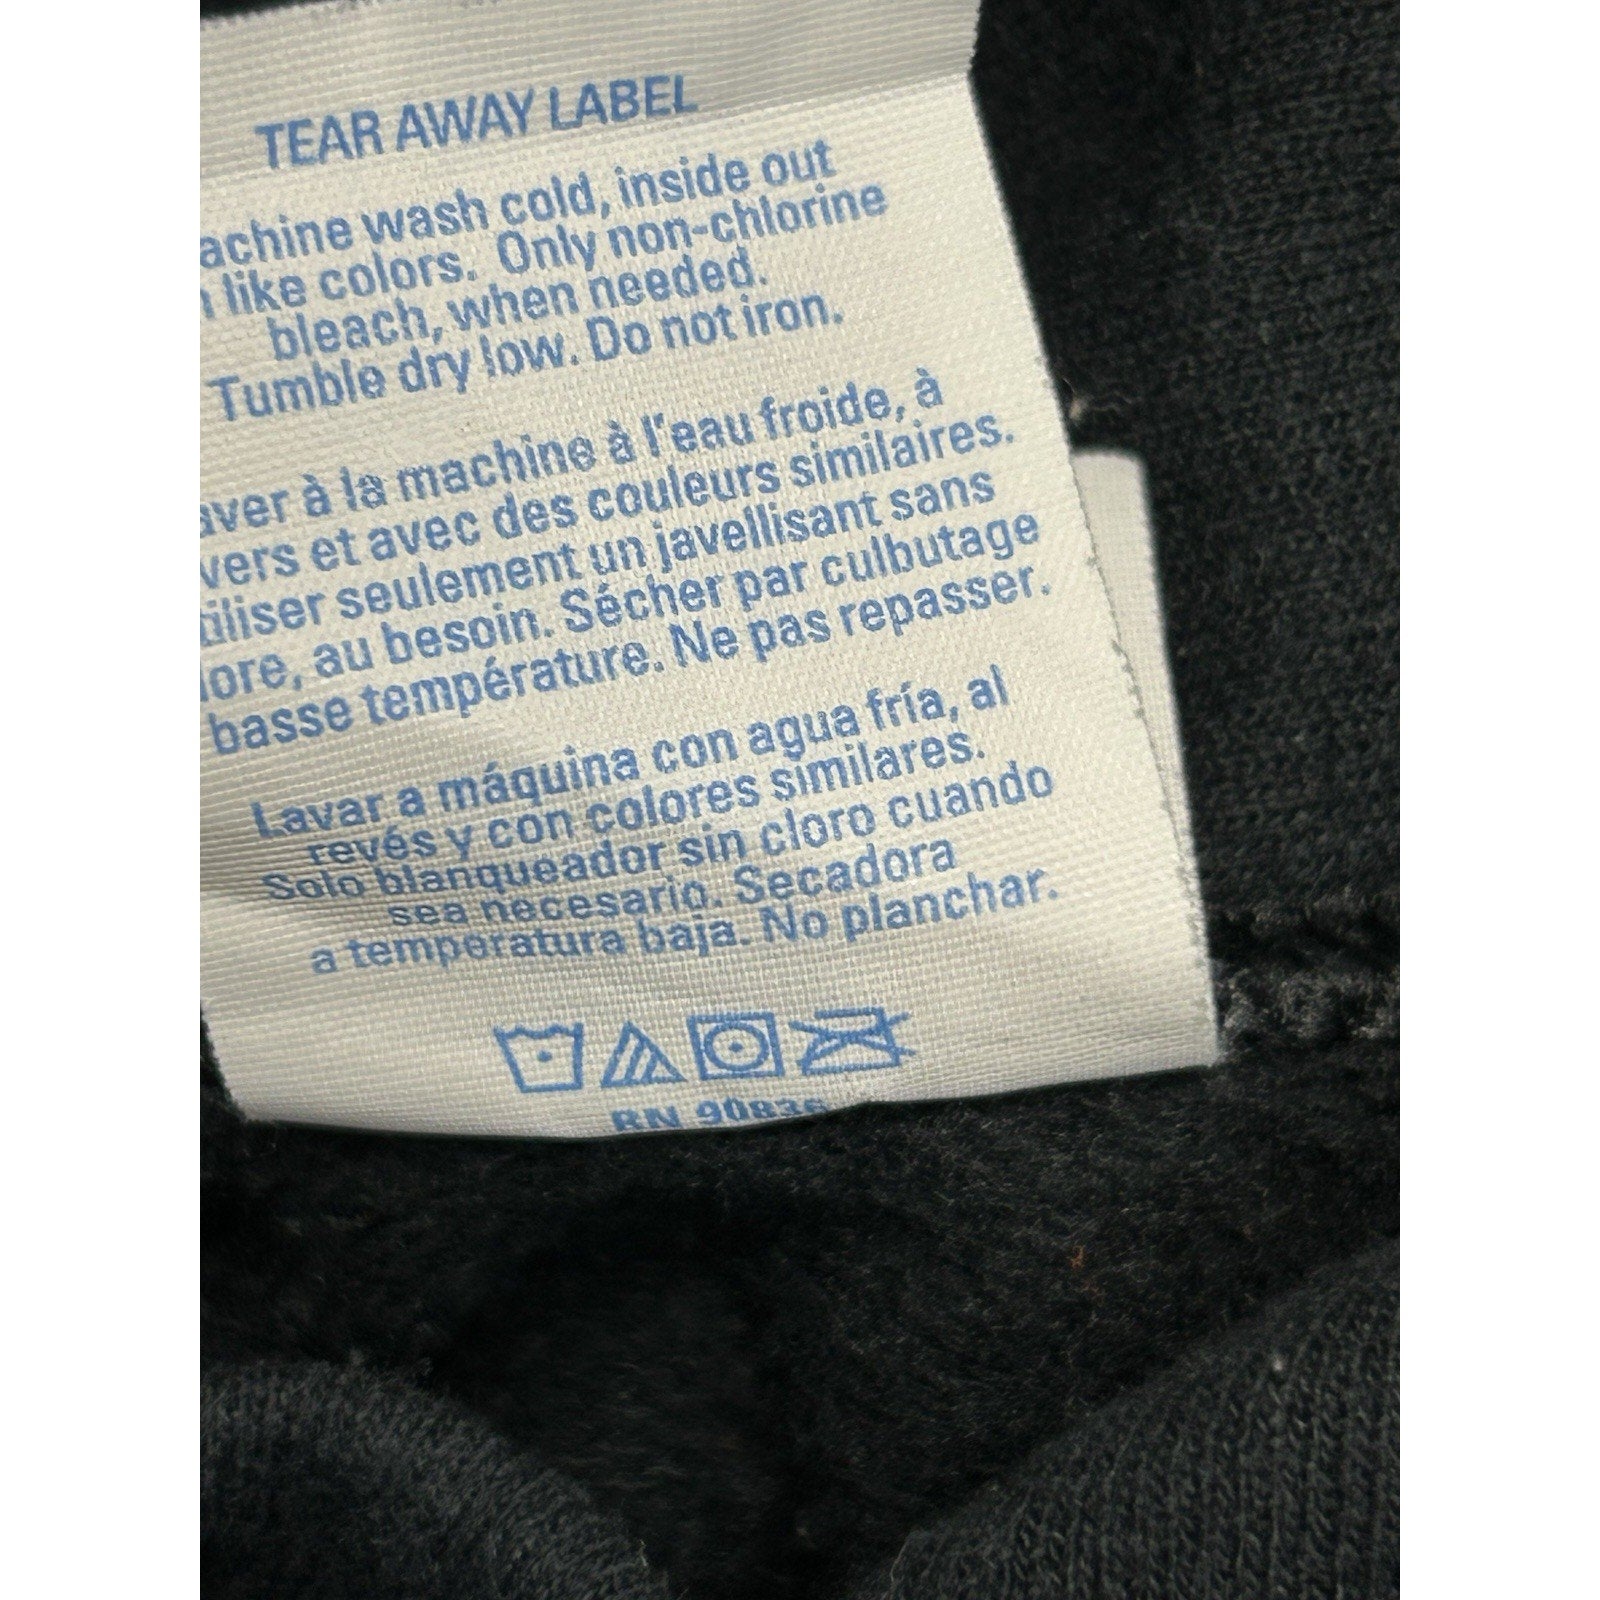 TEAR AWAY LABEL
achine wash cold, inside out
like colors. Only non-chlorine
bleach, when needed.
Tumble dry low. Do not iron.
aver à la machine à l'eau froide, à
vers et avec des couleurs similaires.
tiliser seulement un javellisant sans
lore, au besoin. Sécher par culbutage
basse température. Ne pas repasser.
Lavar a máquina con agua fría, al
revés y con colores similares.
Solo blanqueador sin cloro cuando
sea necesario. Secadora
a temperatura baja. No planchar.
RN 90836